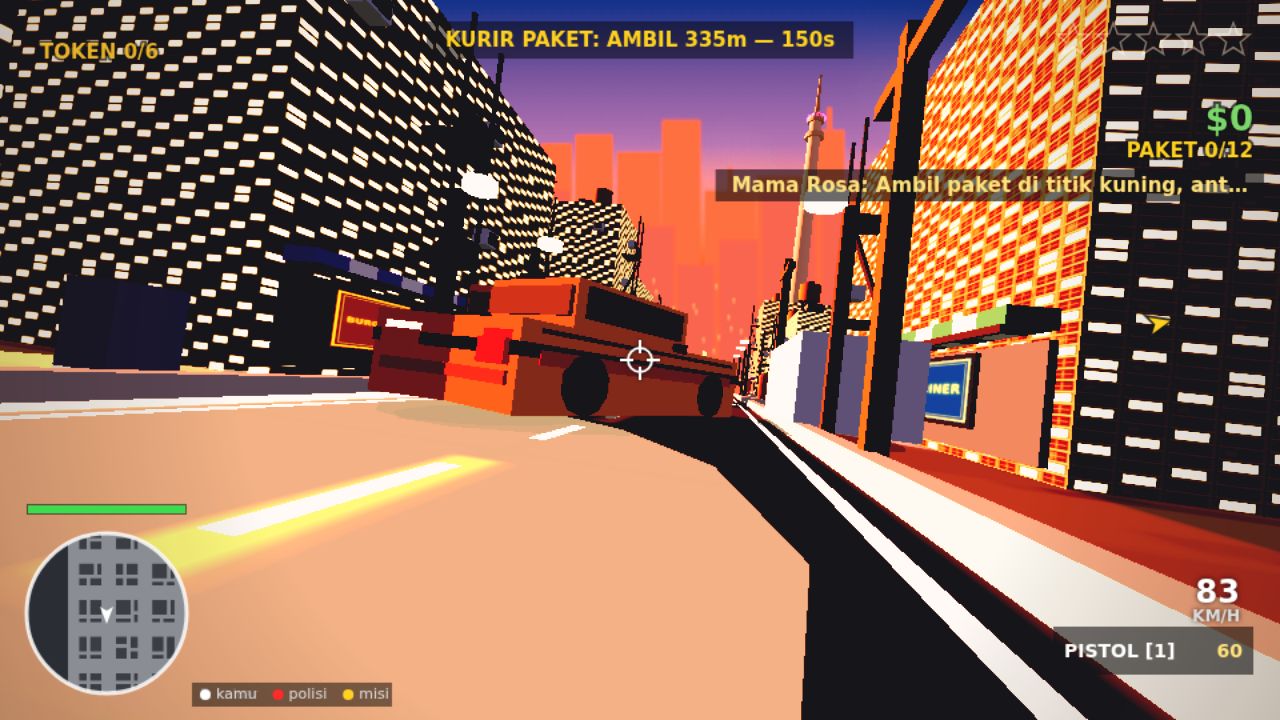 KURIR PAKET: AMBIL 335m — 150s
TOKEN 0/6
$0
PAKET 0/12
Mama Rosa: Ambil paket di titik kuning, ant...
83
KM/H
PISTOL [1] 60
kamu polisi misi